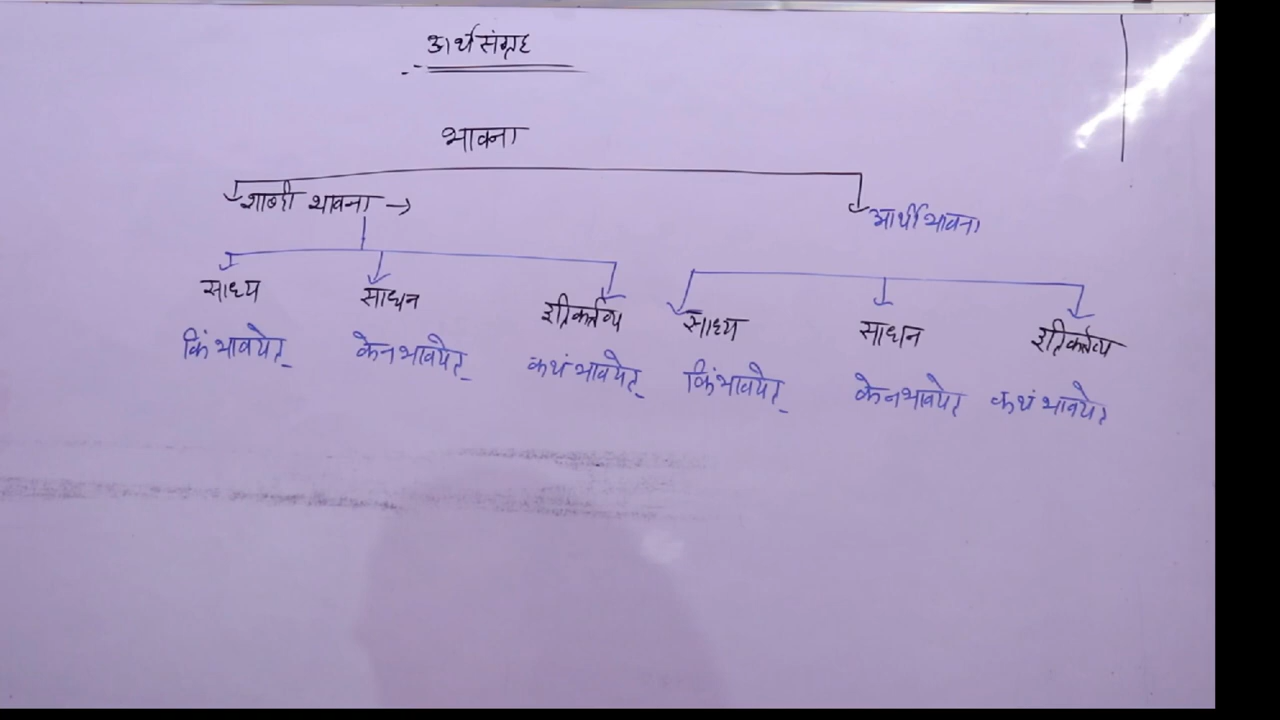 अर्थसंग्रह
भावना
शाब्दी भावना →
आर्थी भावना
साध्य साधन इतिकर्तव्य साध्य साधन इतिकर्तव्य
किं भावयेत् केन भावयेत् कथं भावयेत् किं भावयेत् केन भावयेत् कथं भावयेत्